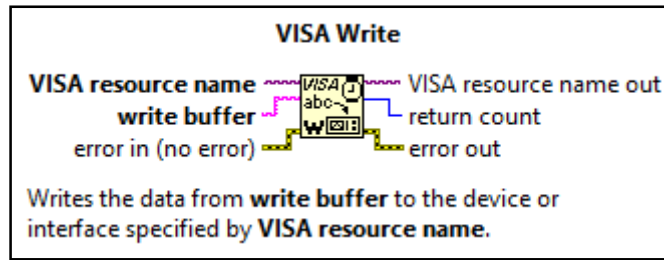 VISA Write
VISA resource name VISA VISA resource name out
write buffer abc return count
error in (no error) W error out
Writes the data from write buffer to the device or
interface specified by VISA resource name.